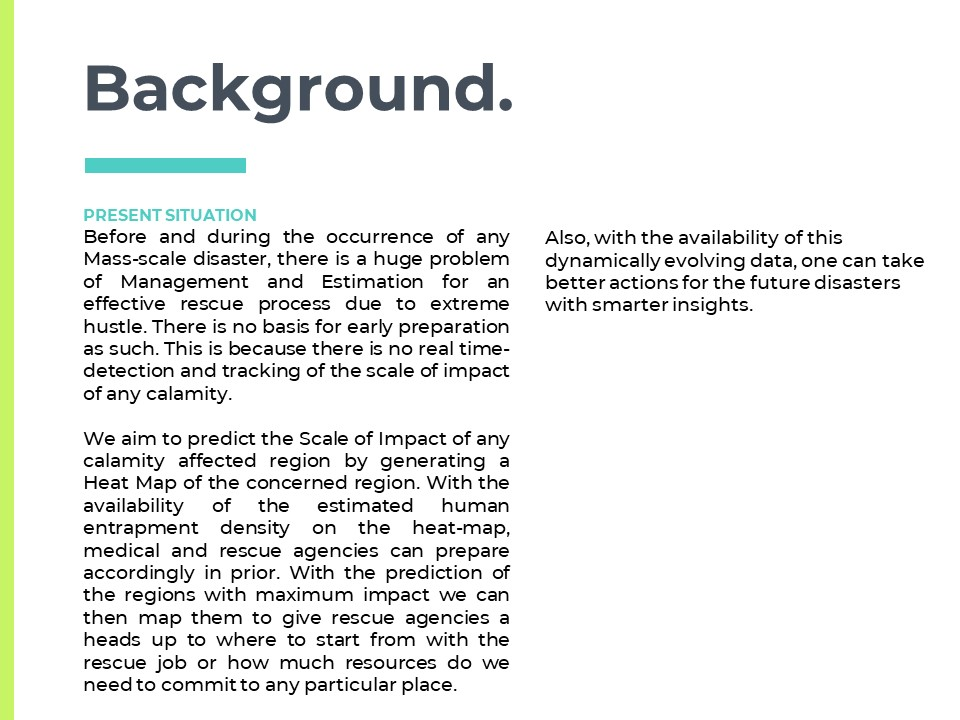 Background.
PRESENT SITUATION
Before and during the occurrence of any
Mass-scale disaster, there is a huge problem
of Management and Estimation for an
effective rescue process due to extreme
hustle. There is no basis for early preparation
as such. This is because there is no real time-
detection and tracking of the scale of impact
of any calamity.
We aim to predict the Scale of Impact of any
calamity affected region by generating a
Heat Map of the concerned region. With the
availability of the estimated human
entrapment density on the heat-map,
medical and rescue agencies can prepare
accordingly in prior. With the prediction of
the regions with maximum impact we can
then map them to give rescue agencies a
heads up to where to start from with the
rescue job or how much resources do we
need to commit to any particular place.
Also, with the availability of this
dynamically evolving data, one can take
better actions for the future disasters
with smarter insights.